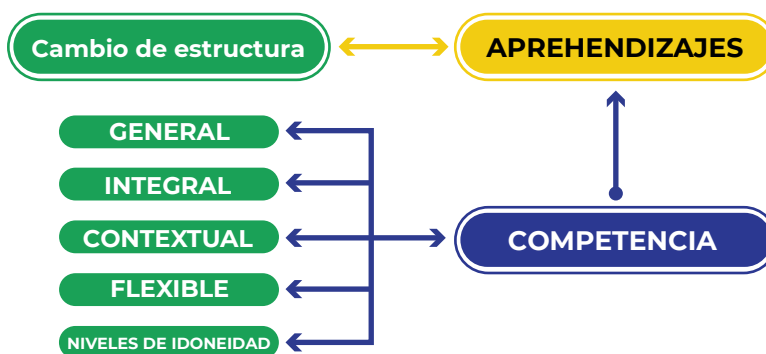 Cambio de estructura
APREHENDIZAJES
GENERAL
INTEGRAL
CONTEXTUAL
COMPETENCIA
FLEXIBLE
NIVELES DE IDONEIDAD